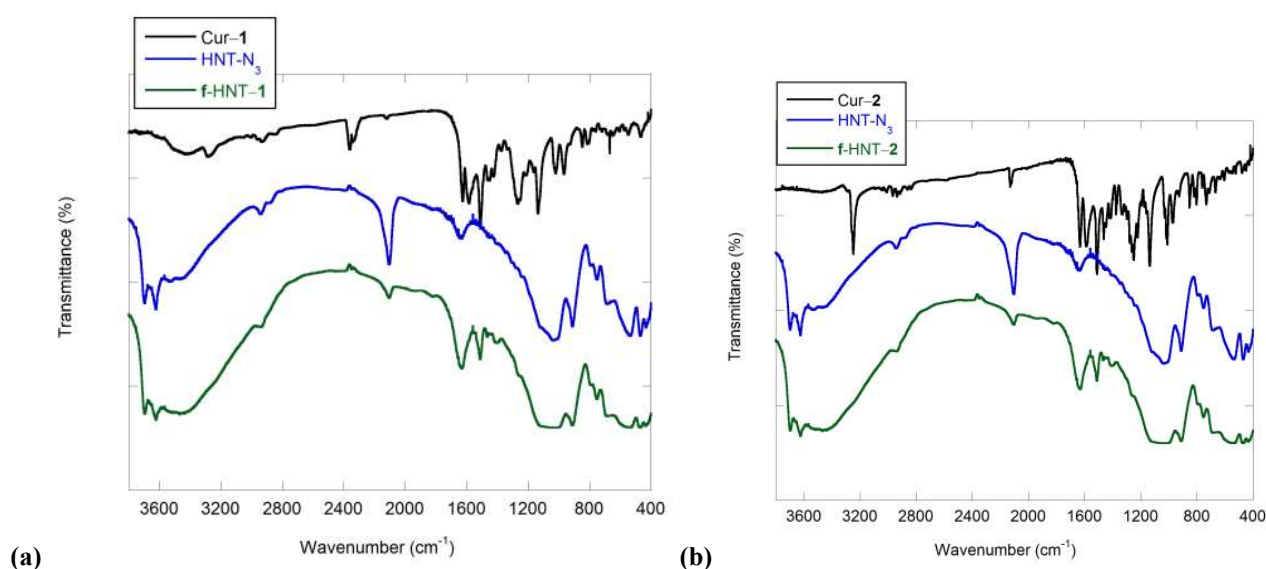 Cur–1
HNT-N3
f-HNT–1
Transmittance (%)
3600 3200 2800 2400 2000 1600 1200 800 400
Wavenumber (cm-1)
(a)
Cur–2
HNT-N3
f-HNT–2
Transmittance (%)
3600 3200 2800 2400 2000 1600 1200 800 400
Wavenumber (cm-1)
(b)